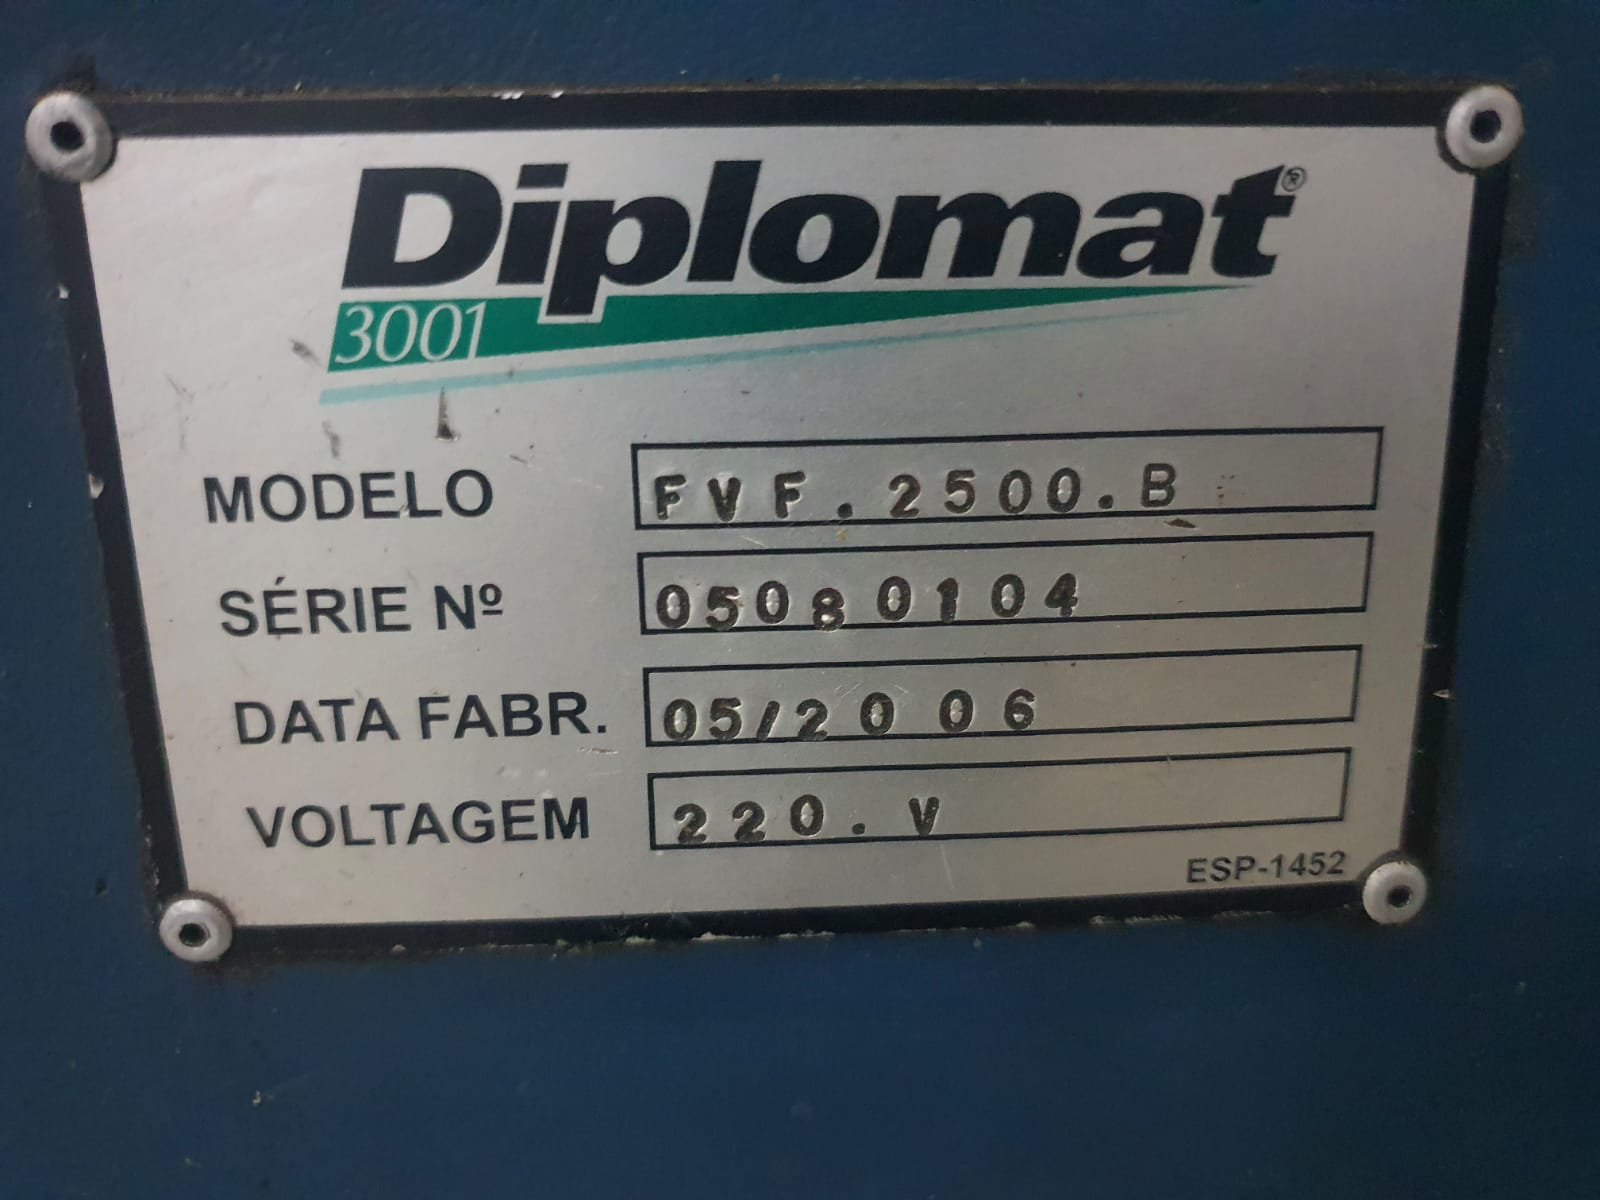 Diplomat®
3001
MODELO FVF.2500.B
SÉRIE Nº 05080104
DATA FABR. 05/2006
VOLTAGEM 220.V
ESP-1452